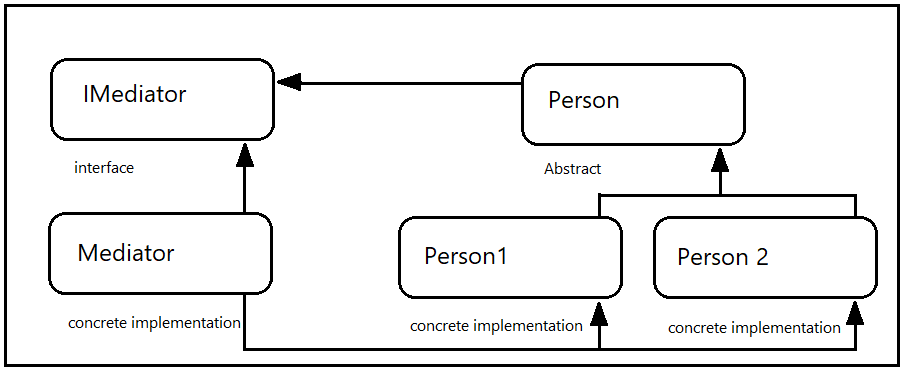 IMediator
Person
interface
Abstract
Mediator
Person1
Person 2
concrete implementation
concrete implementation
concrete implementation